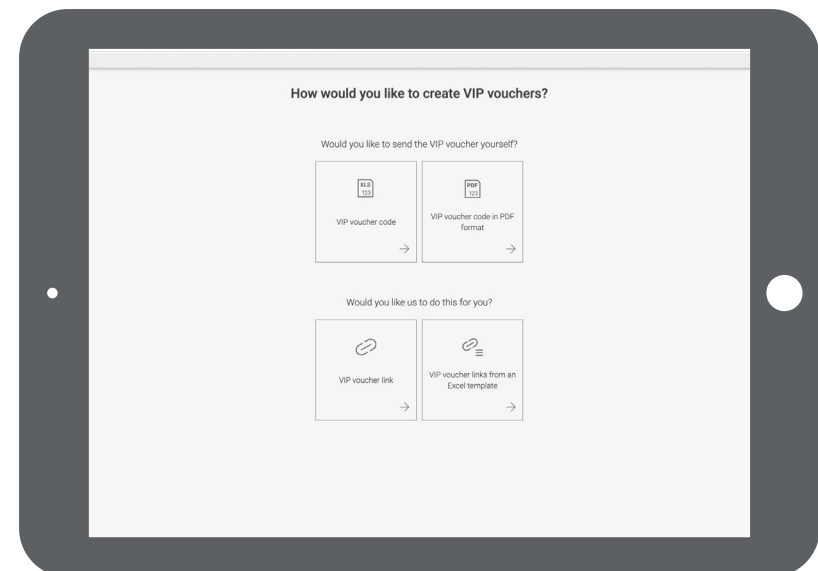 How would you like to create VIP vouchers?
Would you like to send the VIP voucher yourself?
XLS
123
VIP voucher code
PDF
123
VIP voucher code in PDF
format
Would you like us to do this for you?
VIP voucher link
VIP voucher links from an
Excel template